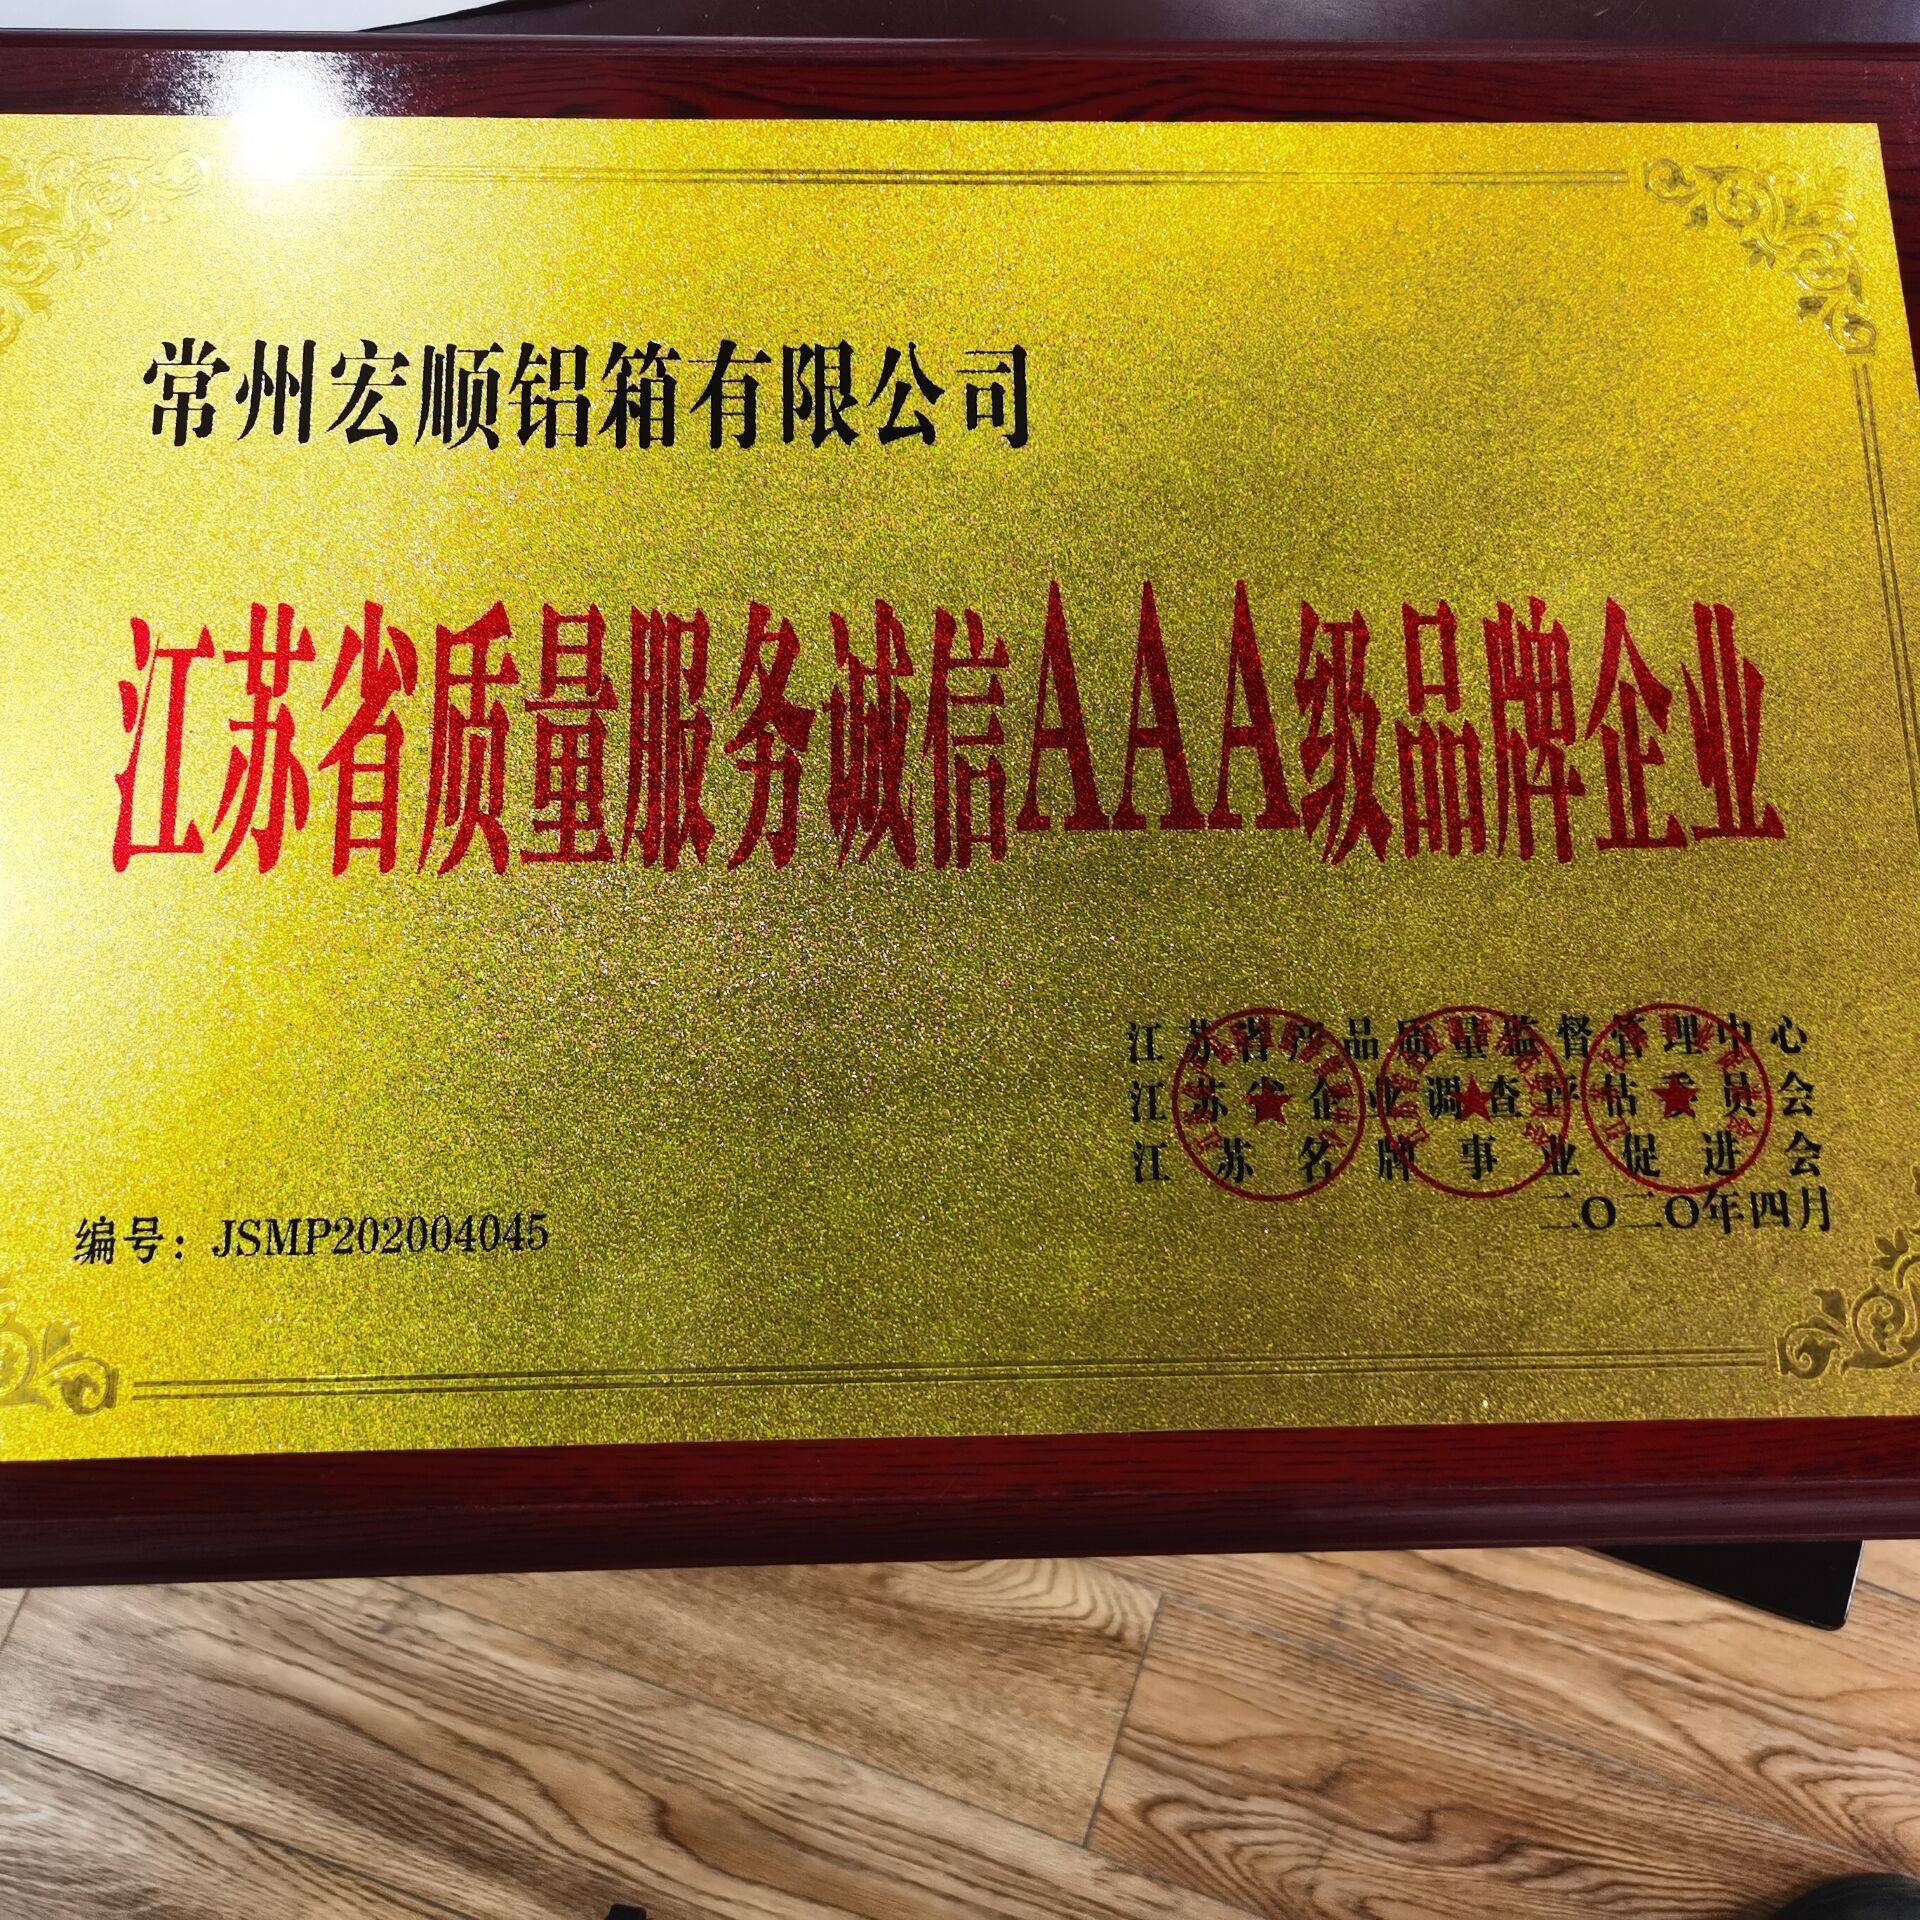 常州宏顺铝箱有限公司
江苏省质量服务诚信AAA级品牌企业
江苏省产品质量监督管理中心
江苏省企业调查评估委员会
江苏名牌事业促进会
二〇二〇年四月
编号：JSMP202004045